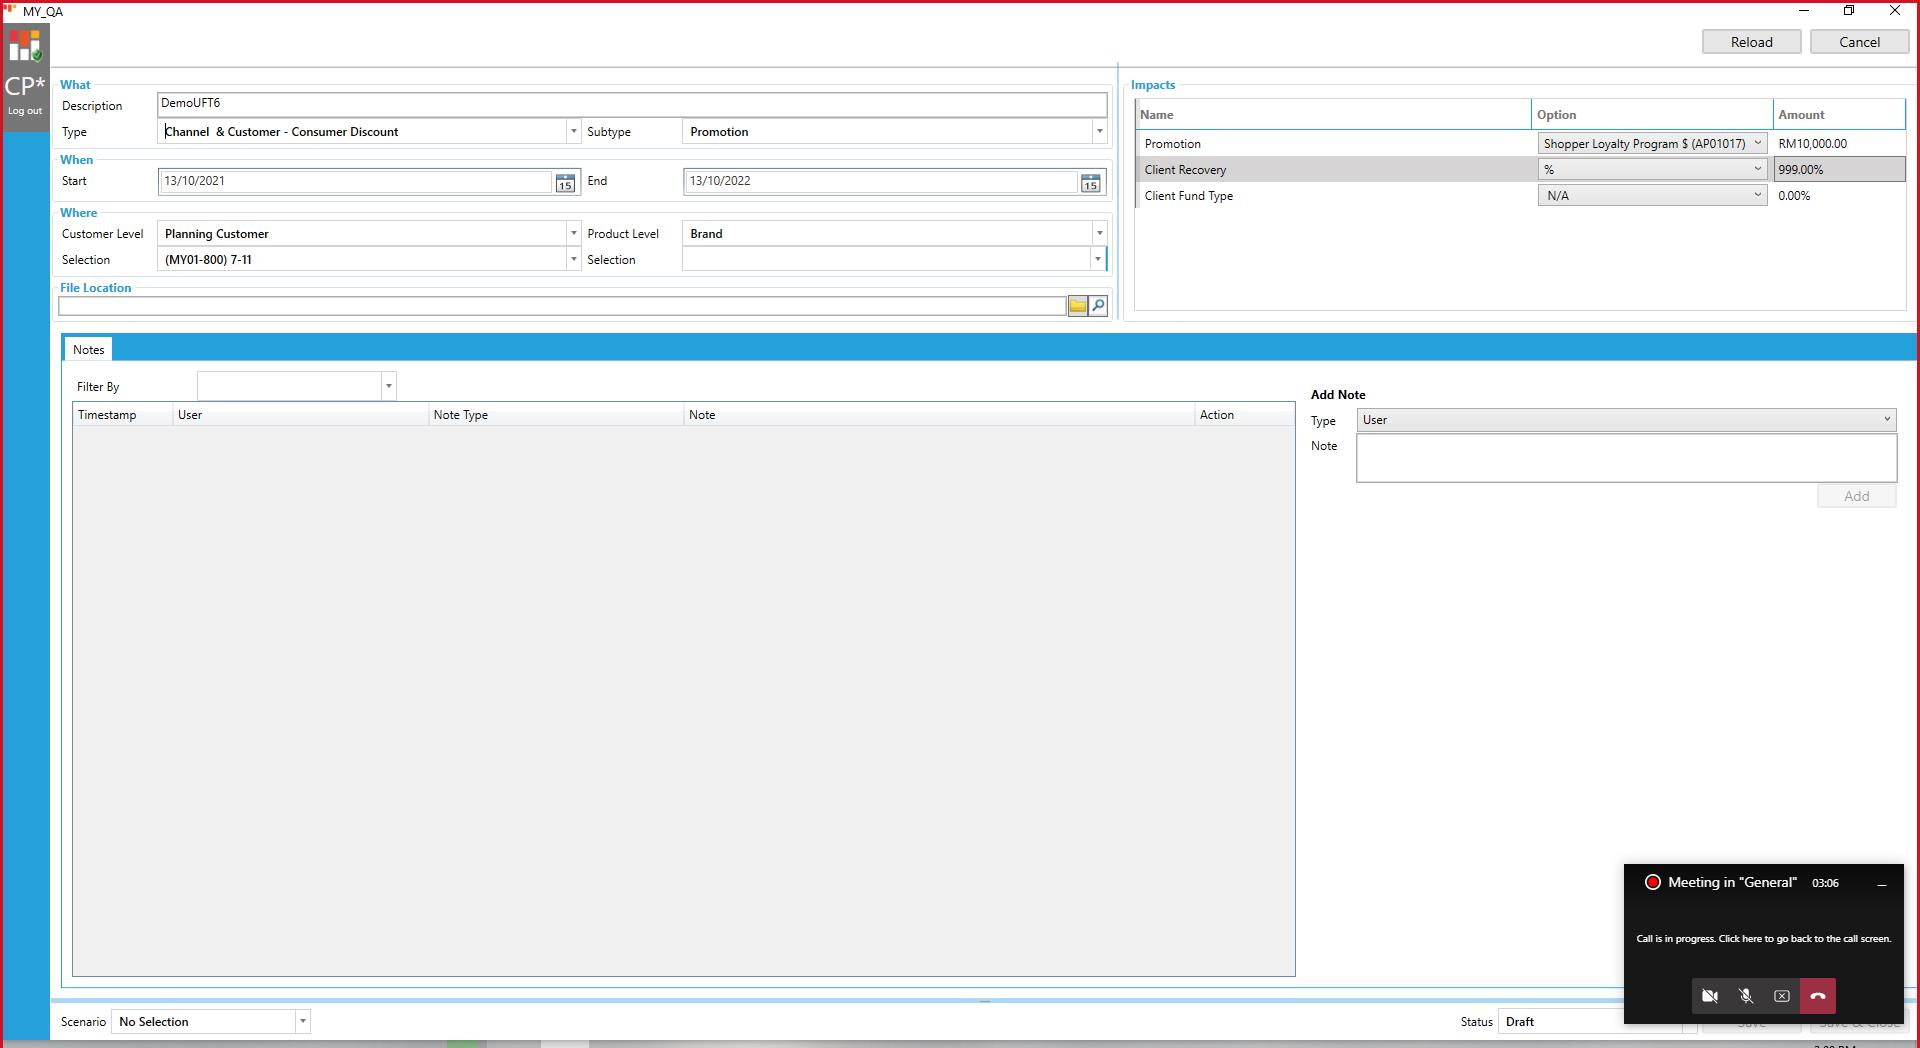 MY_QA
Reload Cancel
CP*
Log out
What
Description DemoUFT6
Type Channel & Customer - Consumer Discount Subtype Promotion
When
Start 13/10/2021 15 End 13/10/2022 15
Where
Customer Level Planning Customer Product Level Brand
Selection (MY01-800) 7-11 Selection
File Location
Impacts
Name Option Amount
Promotion Shopper Loyalty Program $ (AP01017) RM10,000.00
Client Recovery % 999.00%
Client Fund Type N/A 0.00%
Notes
Filter By
Timestamp User Note Type Note Action
Add Note
Type User
Note
Add
Meeting in "General" 03:06
Call is in progress. Click here to go back to the call screen.
Scenario No Selection Status Draft Save Save & Close